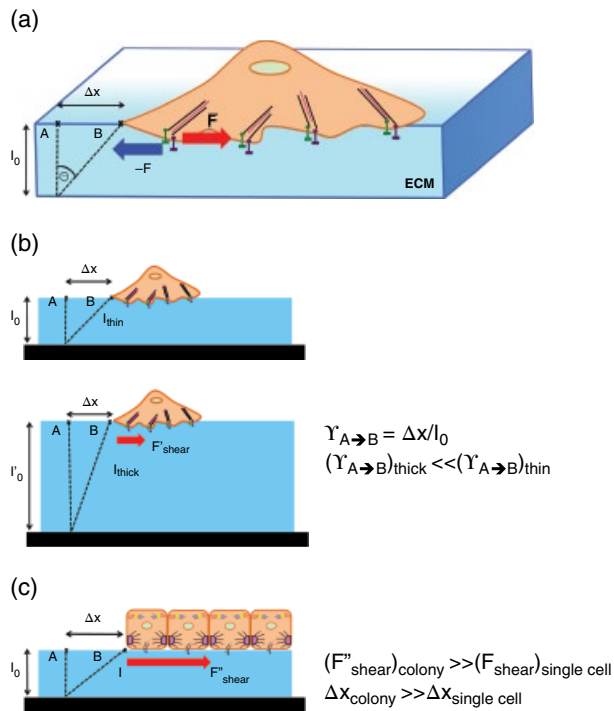 (a)
Δx
A
B
F
l₀
Θ
–F
ECM
(b)
Δx
A
B
l₀
lthin
Δx
A
B
F'shear
lthick
l'₀
ϒA➔B = Δx/l₀
(ϒA➔B)thick <<(ϒA➔B)thin
(c)
Δx
A
B
l₀
l
F"shear
(F"shear)colony >>(Fshear)single cell
Δxcolony>>Δxsingle cell